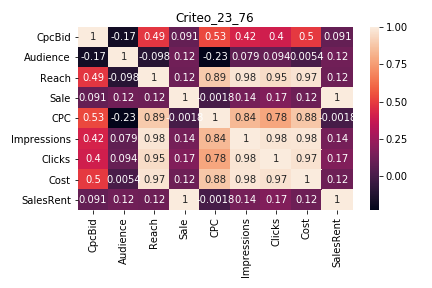 Criteo_23_76
CpcBid 1 -0.17 0.49 0.091 0.53 0.42 0.4 0.5 0.091
Audience -0.17 1 -0.098 0.12 -0.23 0.079 0.094 0.0054 0.12
Reach 0.49 -0.098 1 0.12 0.89 0.98 0.95 0.97 0.12
Sale 0.091 0.12 0.12 1 -0.0018 0.14 0.17 0.12 1
CPC 0.53 -0.23 0.89 -0.0018 1 0.84 0.78 0.88 -0.0018
Impressions 0.42 0.079 0.98 0.14 0.84 1 0.98 0.98 0.14
Clicks 0.4 0.094 0.95 0.17 0.78 0.98 1 0.97 0.17
Cost 0.5 0.0054 0.97 0.12 0.88 0.98 0.97 1 0.12
SalesRent 0.091 0.12 0.12 1 -0.0018 0.14 0.17 0.12 1
CpcBid
Audience
Reach
Sale
CPC
Impressions
Clicks
Cost
SalesRent
1.00
0.75
0.50
0.25
0.00